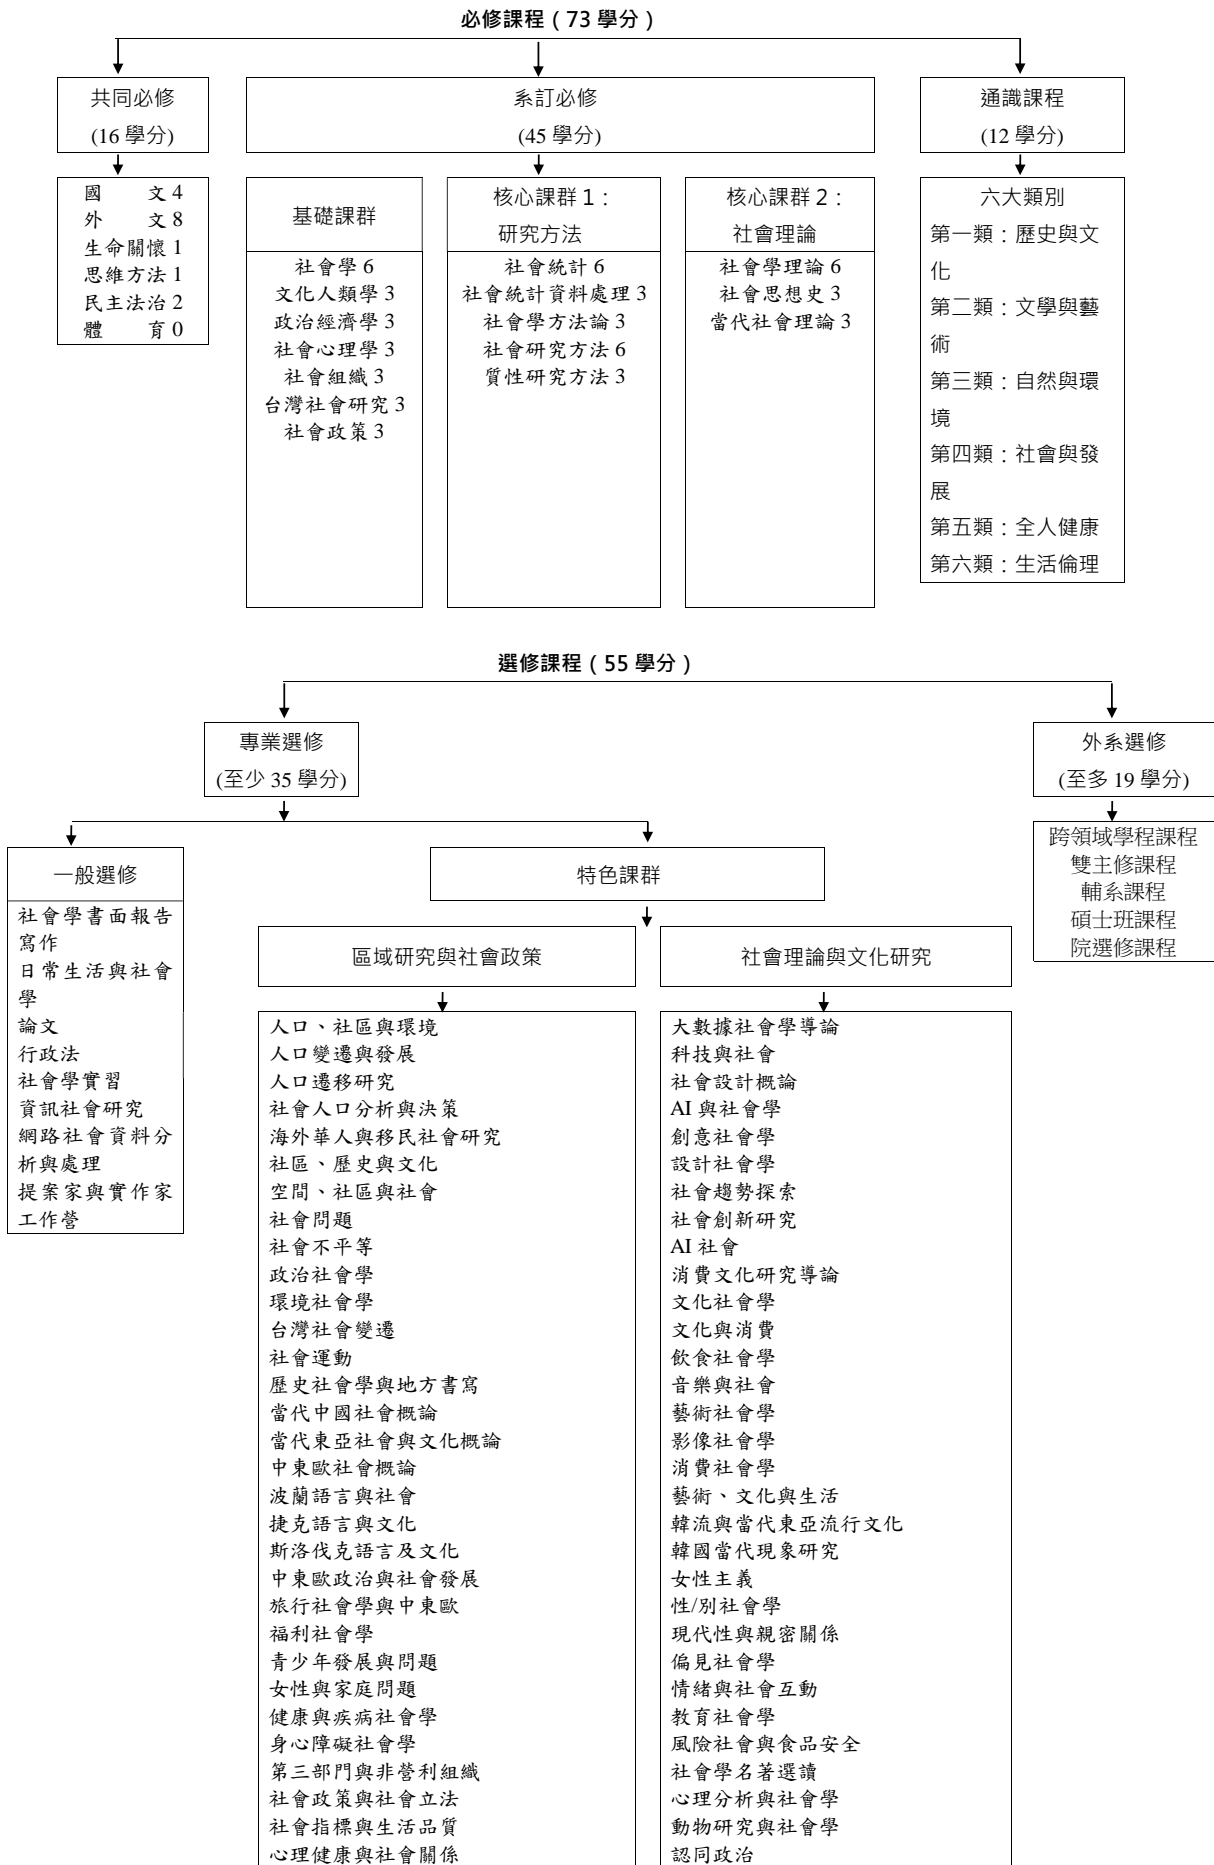 必修課程（73 學分）
共同必修
(16 學分)
系訂必修
(45 學分)
通識課程
(12 學分)
國 文 4
外 文 8
生命關懷 1
思維方法 1
民主法治 2
體 育 0
基礎課群
社會學 6
文化人類學 3
政治經濟學 3
社會心理學 3
社會組織 3
台灣社會研究 3
社會政策 3
核心課群 1：
研究方法
社會統計 6
社會統計資料處理 3
社會學方法論 3
社會研究方法 6
質性研究方法 3
核心課群 2：
社會理論
社會學理論 6
社會思想史 3
當代社會理論 3
六大類別
第一類：歷史與文
化
第二類：文學與藝
術
第三類：自然與環
境
第四類：社會與發
展
第五類：全人健康
第六類：生活倫理
選修課程（55 學分）
專業選修
(至少 35 學分)
外系選修
(至多 19 學分)
跨領域學程課程
雙主修課程
輔系課程
碩士班課程
院選修課程
一般選修
社會學書面報告
寫作
日常生活與社會
學
論文
行政法
社會學實習
資訊社會研究
網路社會資料分
析與處理
提案家與實作家
工作營
特色課群
區域研究與社會政策
人口、社區與環境
人口變遷與發展
人口遷移研究
社會人口分析與決策
海外華人與移民社會研究
社區、歷史與文化
空間、社區與社會
社會問題
社會不平等
政治社會學
環境社會學
台灣社會變遷
社會運動
歷史社會學與地方書寫
當代中國社會概論
當代東亞社會與文化概論
中東歐社會概論
波蘭語言與社會
捷克語言與文化
斯洛伐克語言及文化
中東歐政治與社會發展
旅行社會學與中東歐
福利社會學
青少年發展與問題
女性與家庭問題
健康與疾病社會學
身心障礙社會學
第三部門與非營利組織
社會政策與社會立法
社會指標與生活品質
心理健康與社會關係
社會理論與文化研究
大數據社會學導論
科技與社會
社會設計概論
AI 與社會學
創意社會學
設計社會學
社會趨勢探索
社會創新研究
AI 社會
消費文化研究導論
文化社會學
文化與消費
飲食社會學
音樂與社會
藝術社會學
影像社會學
消費社會學
藝術、文化與生活
韓流與當代東亞流行文化
韓國當代現象研究
女性主義
性/別社會學
現代性與親密關係
偏見社會學
情緒與社會互動
教育社會學
風險社會與食品安全
社會學名著選讀
心理分析與社會學
動物研究與社會學
認同政治